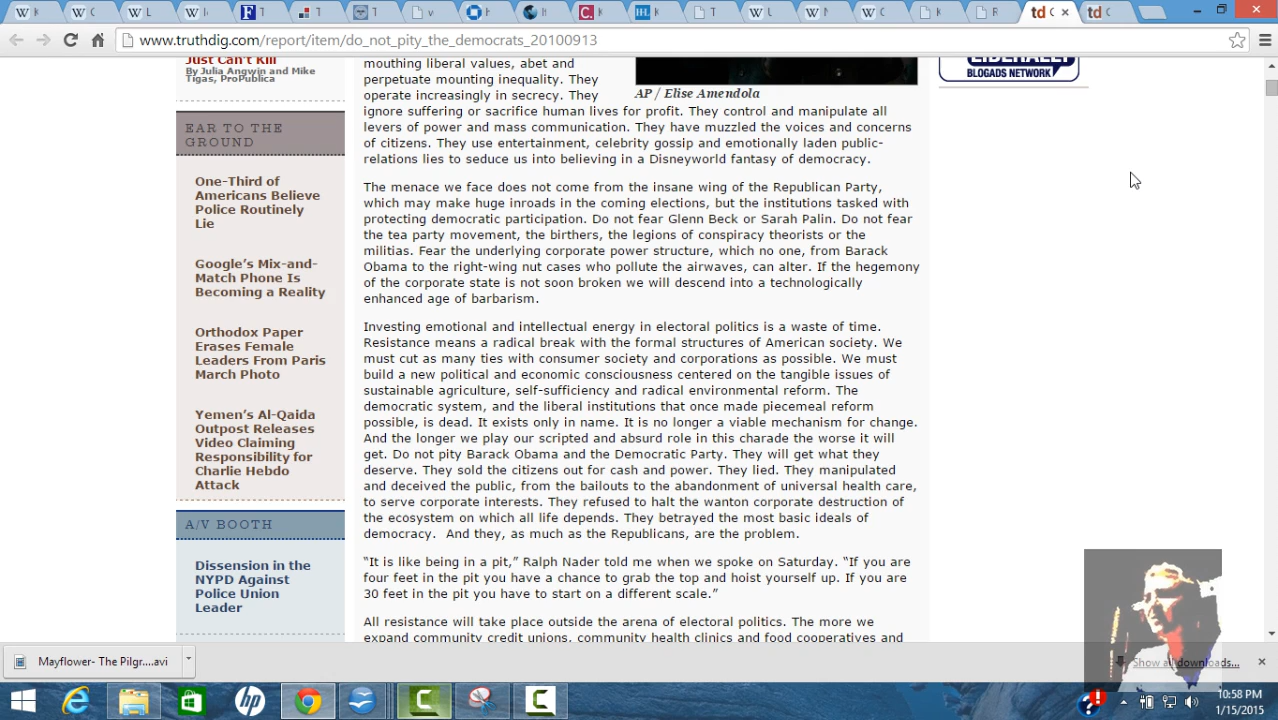 K
C
W
L
W
Ic
F
T
T
T
v
H
It
C.
K
IHL
K
T
W
L
W
N
W
C
K
R
td
C
td
C
www.truthdig.com/report/item/do_not_pity_the_democrats_20100913
Just Can't Kill
By Julia Angwin and Mike
Tigas, ProPublica
EAR TO THE
GROUND
One-Third of
Americans Believe
Police Routinely
Lie
Google's Mix-and-
Match Phone Is
Becoming a Reality
Orthodox Paper
Erases Female
Leaders From Paris
March Photo
Yemen's Al-Qaida
Outpost Releases
Video Claiming
Responsibility for
Charlie Hebdo
Attack
A/V BOOTH
Dissension in the
NYPD Against
Police Union
Leader
mouthing liberal values, abet and
perpetuate mounting inequality. They
operate increasingly in secrecy. They
AP / Elise Amendola
ignore suffering or sacrifice human lives for profit. They control and manipulate all
levers of power and mass communication. They have muzzled the voices and concerns
of citizens. They use entertainment, celebrity gossip and emotionally laden public-
relations lies to seduce us into believing in a Disneyworld fantasy of democracy.
The menace we face does not come from the insane wing of the Republican Party,
which may make huge inroads in the coming elections, but the institutions tasked with
protecting democratic participation. Do not fear Glenn Beck or Sarah Palin. Do not fear
the tea party movement, the birthers, the legions of conspiracy theorists or the
militias. Fear the underlying corporate power structure, which no one, from Barack
Obama to the right-wing nut cases who pollute the airwaves, can alter. If the hegemony
of the corporate state is not soon broken we will descend into a technologically
enhanced age of barbarism.
Investing emotional and intellectual energy in electoral politics is a waste of time.
Resistance means a radical break with the formal structures of American society. We
must cut as many ties with consumer society and corporations as possible. We must
build a new political and economic consciousness centered on the tangible issues of
sustainable agriculture, self-sufficiency and radical environmental reform. The
democratic system, and the liberal institutions that once made piecemeal reform
possible, is dead. It exists only in name. It is no longer a viable mechanism for change.
And the longer we play our scripted and absurd role in this charade the worse it will
get. Do not pity Barack Obama and the Democratic Party. They will get what they
deserve. They sold the citizens out for cash and power. They lied. They manipulated
and deceived the public, from the bailouts to the abandonment of universal health care,
to serve corporate interests. They refused to halt the wanton corporate destruction of
the ecosystem on which all life depends. They betrayed the most basic ideals of
democracy. And they, as much as the Republicans, are the problem.
“It is like being in a pit,” Ralph Nader told me when we spoke on Saturday. “If you are
four feet in the pit you have a chance to grab the top and hoist yourself up. If you are
30 feet in the pit you have to start on a different scale.”
All resistance will take place outside the arena of electoral politics. The more we
expand community credit unions, community health clinics and food cooperatives and
LIBERALLY
BLOGADS NETWORK
Mayflower- The Pilgr....avi
Show all downloads...
10:58 PM
1/15/2015